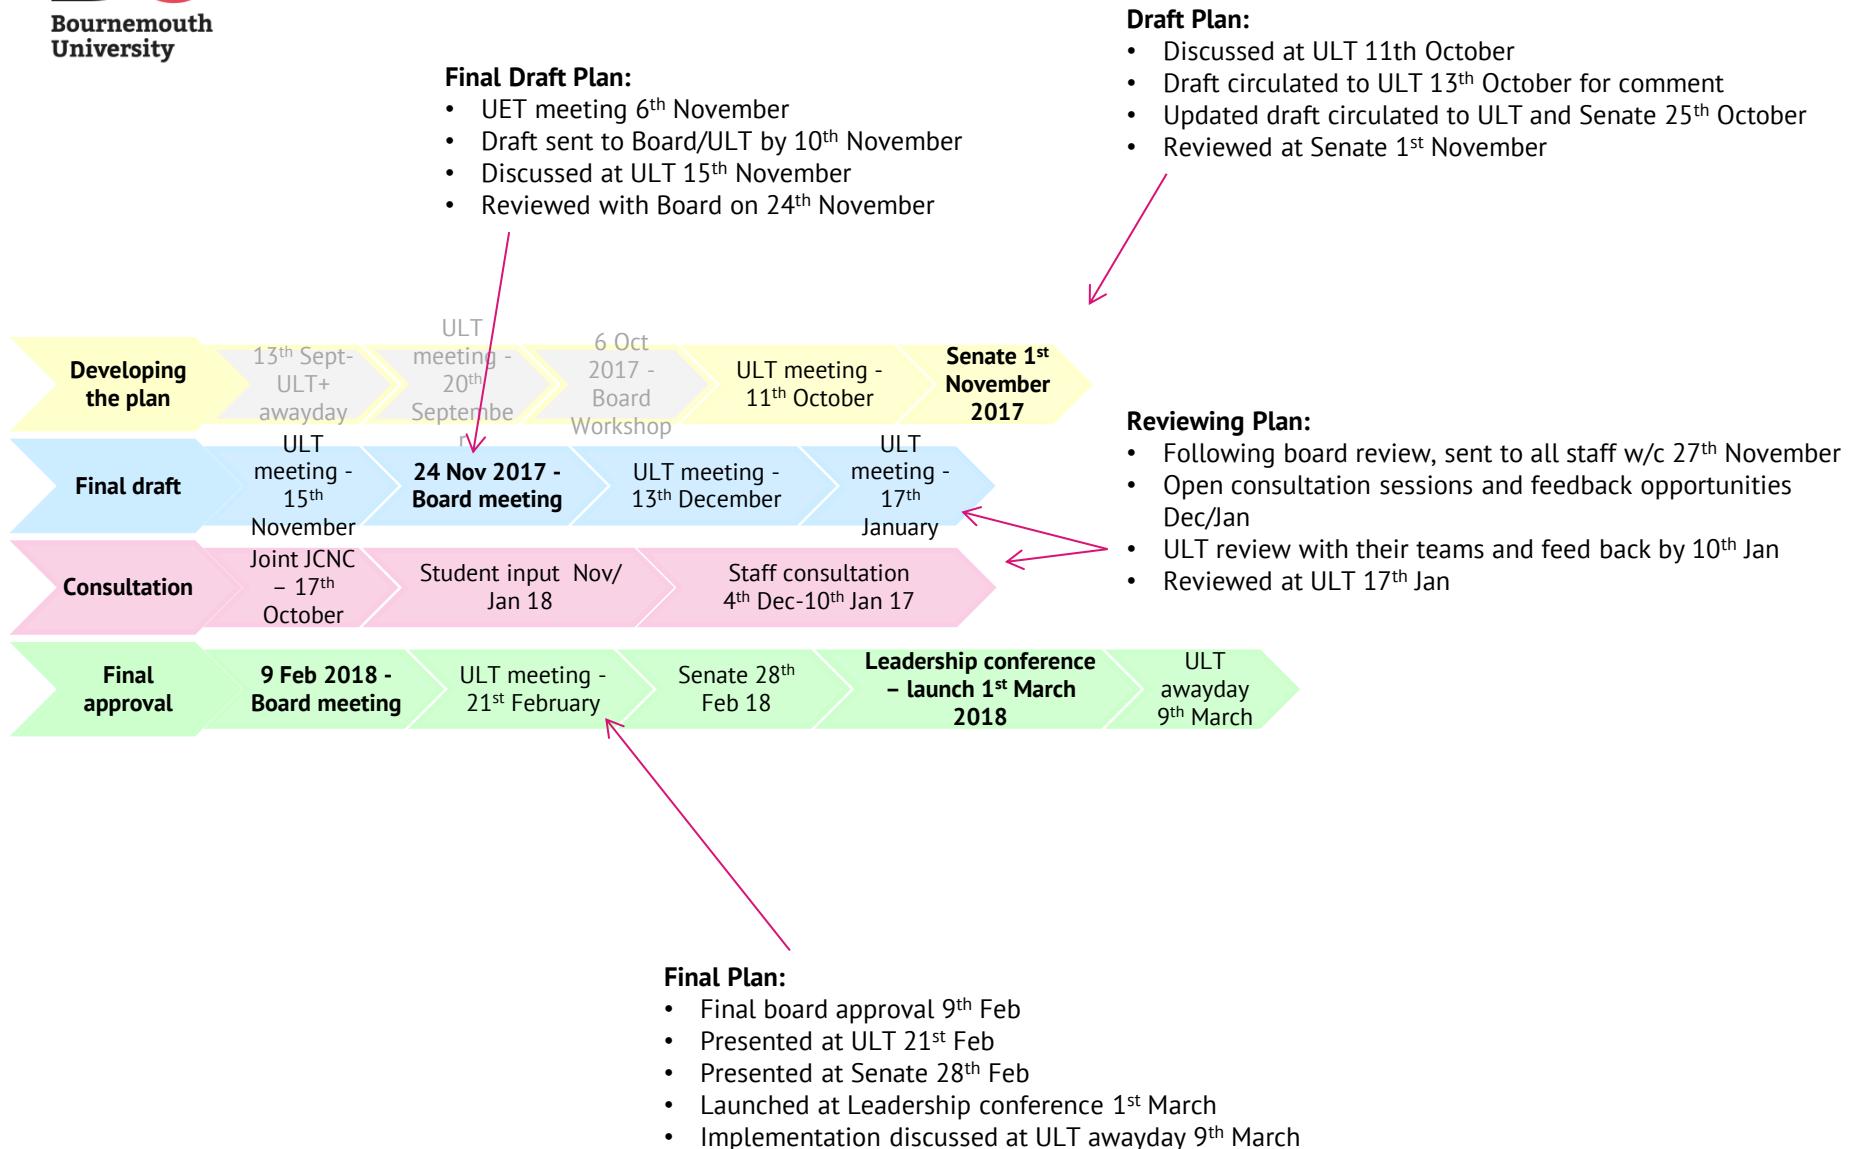 Bournemouth
University
Draft Plan:
• Discussed at ULT 11th October
• Draft circulated to ULT 13th October for comment
• Updated draft circulated to ULT and Senate 25th October
• Reviewed at Senate 1st November
Final Draft Plan:
• UET meeting 6th November
• Draft sent to Board/ULT by 10th November
• Discussed at ULT 15th November
• Reviewed with Board on 24th November
Developing
the plan
13th Sept-
ULT+
awayday
ULT
meeting -
20th
Septembe
r
6 Oct
2017 -
Board
Workshop
ULT meeting -
11th October
Senate 1st
November
2017
Final draft
ULT
meeting -
15th
November
24 Nov 2017 -
Board meeting
ULT meeting -
13th December
ULT
meeting -
17th
January
Reviewing Plan:
• Following board review, sent to all staff w/c 27th November
• Open consultation sessions and feedback opportunities
Dec/Jan
• ULT review with their teams and feed back by 10th Jan
• Reviewed at ULT 17th Jan
Consultation
Joint JCNC
– 17th
October
Student input  Nov/
Jan 18
Staff consultation
4th Dec-10th Jan 17
Final
approval
9 Feb 2018 -
Board meeting
ULT meeting -
21st February
Senate 28th
Feb 18
Leadership conference
– launch 1st March
2018
ULT
awayday
9th March
Final Plan:
• Final board approval 9th Feb
• Presented at ULT 21st Feb
• Presented at Senate 28th Feb
• Launched at Leadership conference 1st March
• Implementation discussed at ULT awayday 9th March